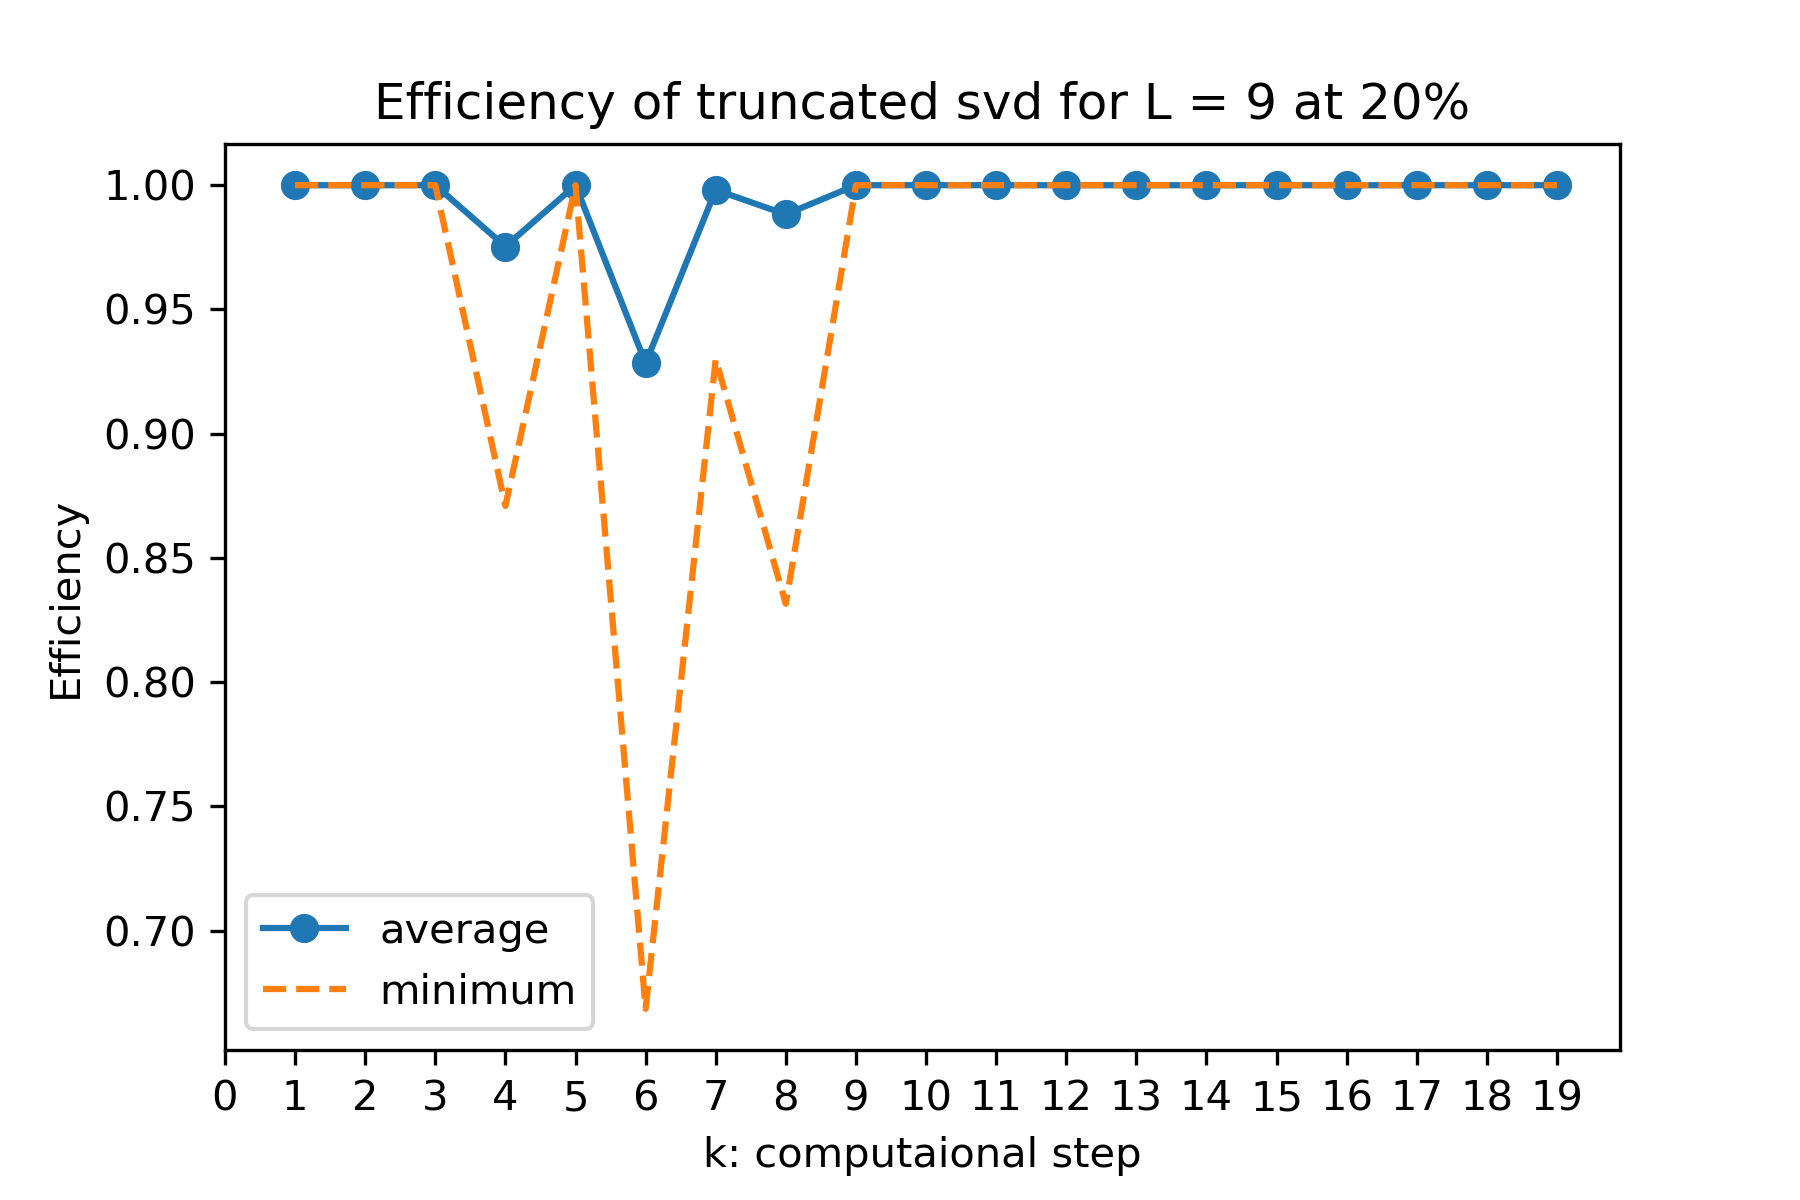 Efficiency of truncated svd for L = 9 at 20%
1.00
0.95
0.90
0.85
0.80
0.75
0.70
Efficiency
average
minimum
0 1 2 3 4 5 6 7 8 9 10 11 12 13 14 15 16 17 18 19
k: computaional step